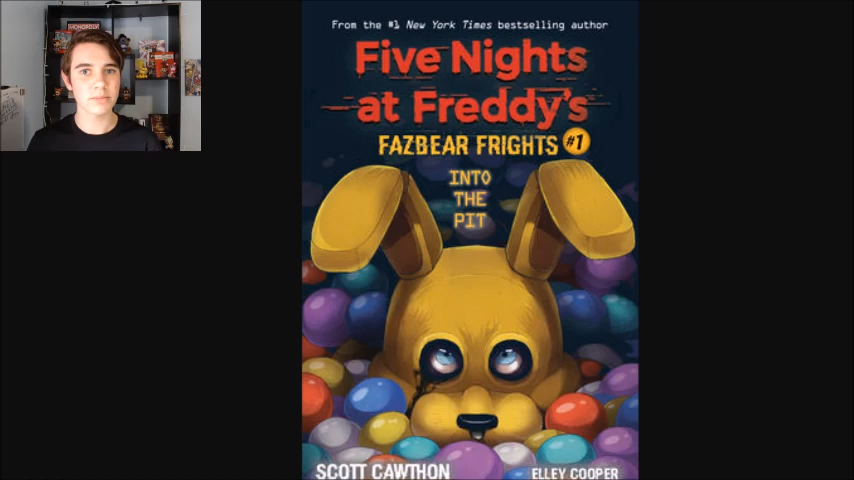 MONOPOLY
From the #1 New York Times bestselling author
Five Nights
at Freddy's
FAZBEAR FRIGHTS #1
INTO
THE
PIT
SCOTT CAWTHON
ELLEY COOPER